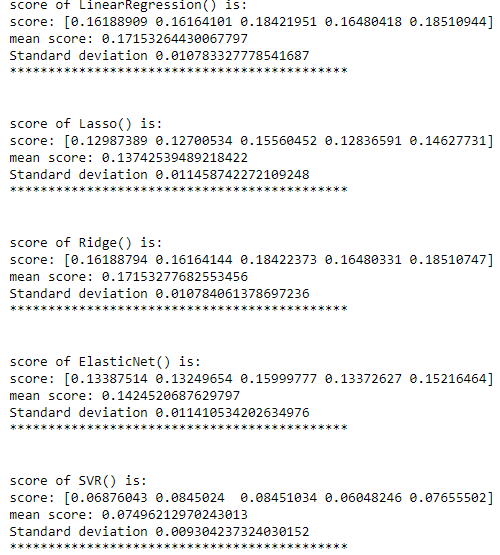 score of LinearRegression() is:
score: [0.16188909 0.16164101 0.18421951 0.16480418 0.18510944]
mean score: 0.17153264430067797
Standard deviation 0.010783327778541687
********************************************
score of Lasso() is:
score: [0.12987389 0.12700534 0.15560452 0.12836591 0.14627731]
mean score: 0.13742539489218422
Standard deviation 0.011458742272109248
********************************************
score of Ridge() is:
score: [0.16188794 0.16164144 0.18422373 0.16480331 0.18510747]
mean score: 0.17153277682553456
Standard deviation 0.010784061378697236
********************************************
score of ElasticNet() is:
score: [0.13387514 0.13249654 0.15999777 0.13372627 0.15216464]
mean score: 0.1424520687629797
Standard deviation 0.011410534202634976
********************************************
score of SVR() is:
score: [0.06876043 0.0845024  0.08451034 0.06048246 0.07655502]
mean score: 0.07496212970243013
Standard deviation 0.009304237324030152
********************************************